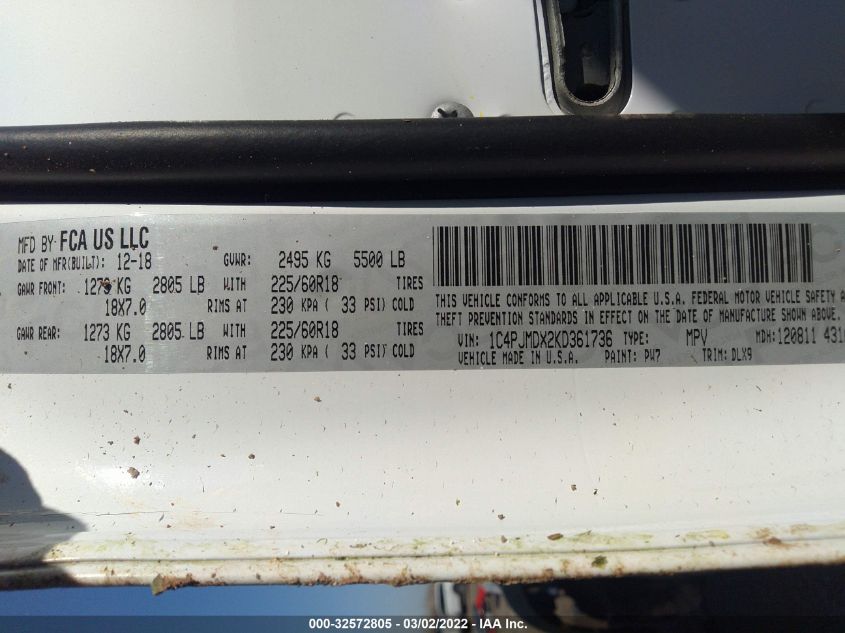 MFD BY: FCA US LLC
DATE OF MFR(BUILT): 12-18 GVWR: 2495 KG 5500 LB
GAWR FRONT: 1273 KG 2805 LB WITH 225/60R18 TIRES
18X7.0 RIMS AT 230 KPA ( 33 PSI) COLD
GAWR REAR: 1273 KG 2805 LB WITH 225/60R18 TIRES
18X7.0 RIMS AT 230 KPA ( 33 PSI) COLD
THIS VEHICLE CONFORMS TO ALL APPLICABLE U.S.A. FEDERAL MOTOR VEHICLE SAFETY
THEFT PREVENTION STANDARDS IN EFFECT ON THE DATE OF MANUFACTURE SHOWN ABOVE.
VIN: 1C4PJMDX2KD361736 TYPE: MPV MDH: 120811
VEHICLE MADE IN U.S.A. PAINT: PW7 TRIM: DLX9
000-32572805 - 03/02/2022 - IAA Inc.